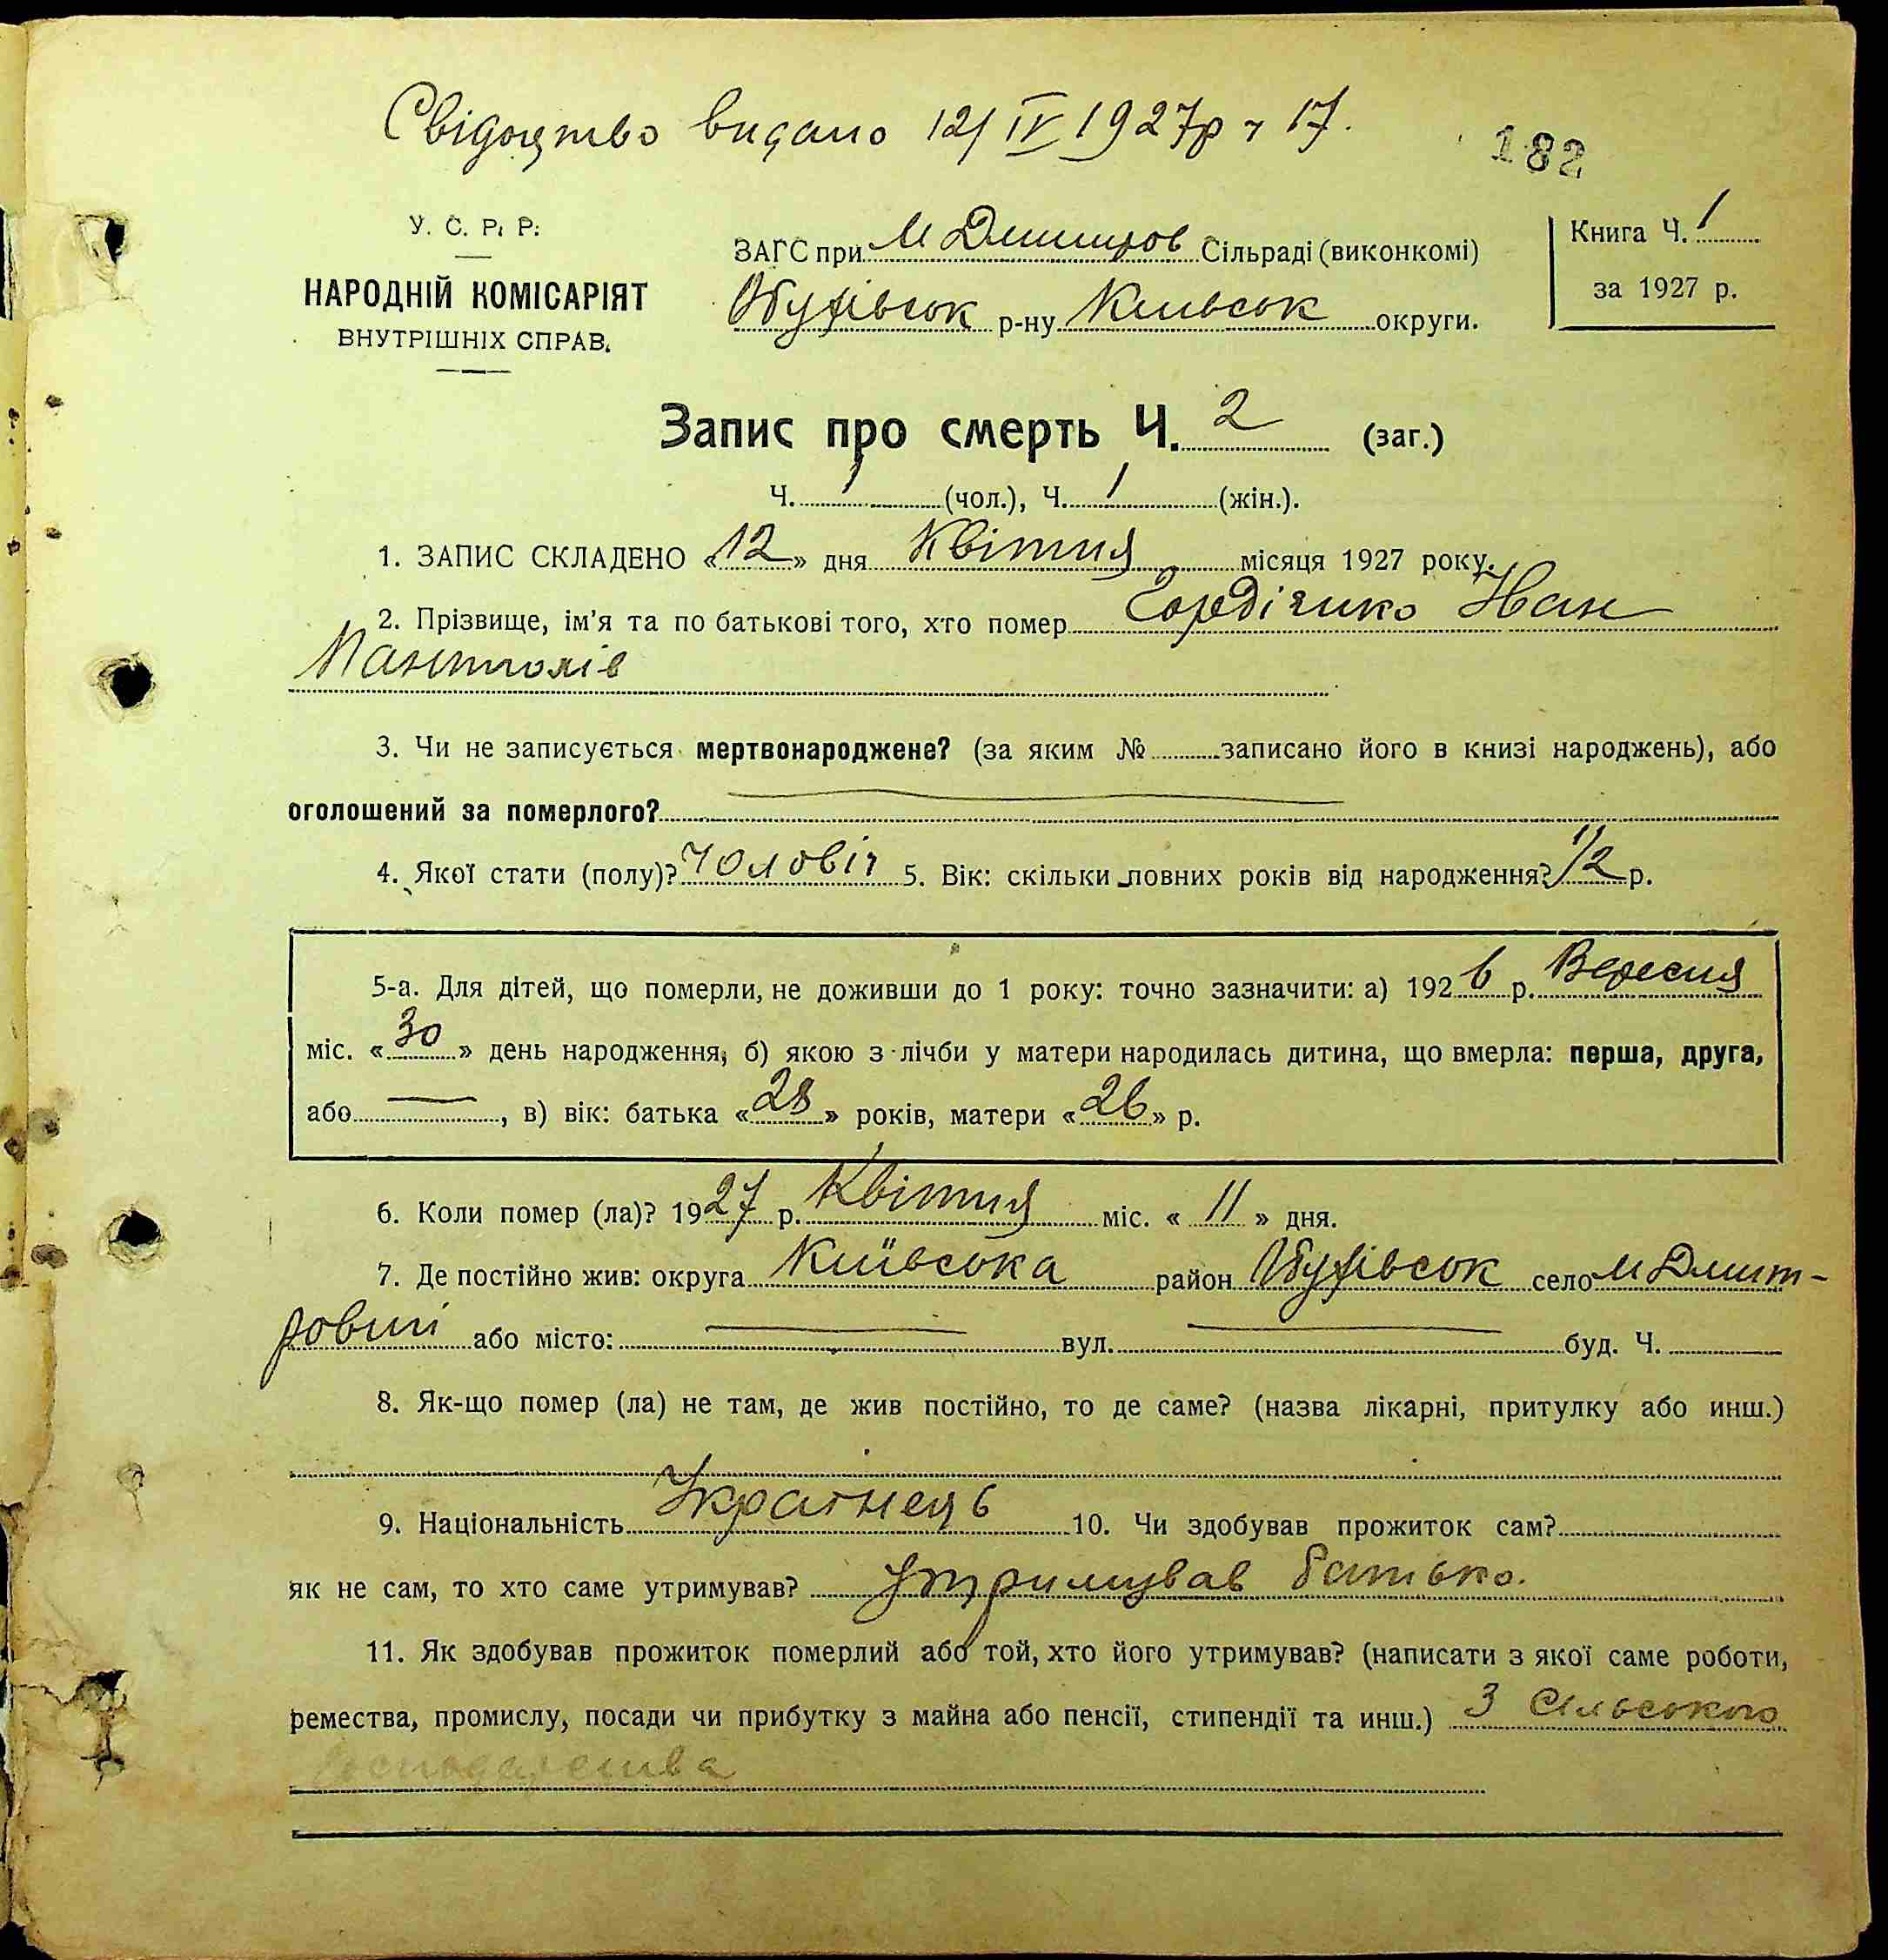 Свідоцтво видано 12/IV 1927р ч 17.
182
У. С. Р. Р.
НАРОДНІЙ КОМІСАРІЯТ
ВНУТРІШНІХ СПРАВ.
ЗАГС при М Дмитров Сільраді (виконкомі)
Обухівськ р-ну Київськ округи.
Книга Ч. 1
за 1927 р.
Запис про смерть Ч. 2 (заг.)
Ч. 1 (чол.), Ч. 1 (жін.).
1. ЗАПИС СКЛАДЕНО «12» дня Квітня місяця 1927 року.
2. Прізвище, ім'я та по батькові того, хто помер Гордієнко Іван
3. Чи не записується мертвонароджене? (за яким № записано його в книзі народжень), або
оголошений за померлого?
4. Якої стати (полу)? Чоловіч 5. Вік: скільки повних років від народження? 1/2 р.
5-а. Для дітей, що померли, не доживши до 1 року: точно зазначити: а) 1926 р. Вересня
міс. «30» день народження, б) якою з лічби у матери народилась дитина, що вмерла: перша, друга,
або —, в) вік: батька «28» років, матери «26» р.
6. Коли помер (ла)? 1927 р. Квітня міс. «11» дня.
7. Де постійно жив: округа Київська район Обухівськ село М Дмит-
ровий або місто: — вул. — буд. Ч.
8. Як-що помер (ла) не там, де жив постійно, то де саме? (назва лікарні, притулку або инш.)
9. Національність Українець 10. Чи здобував прожиток сам?
як не сам, то хто саме утримував? Утримував батько.
11. Як здобував прожиток померлий або той, хто його утримував? (написати з якої саме роботи,
ремества, промислу, посади чи прибутку з майна або пенсії, стипендії та инш.) З Сільського
господарства